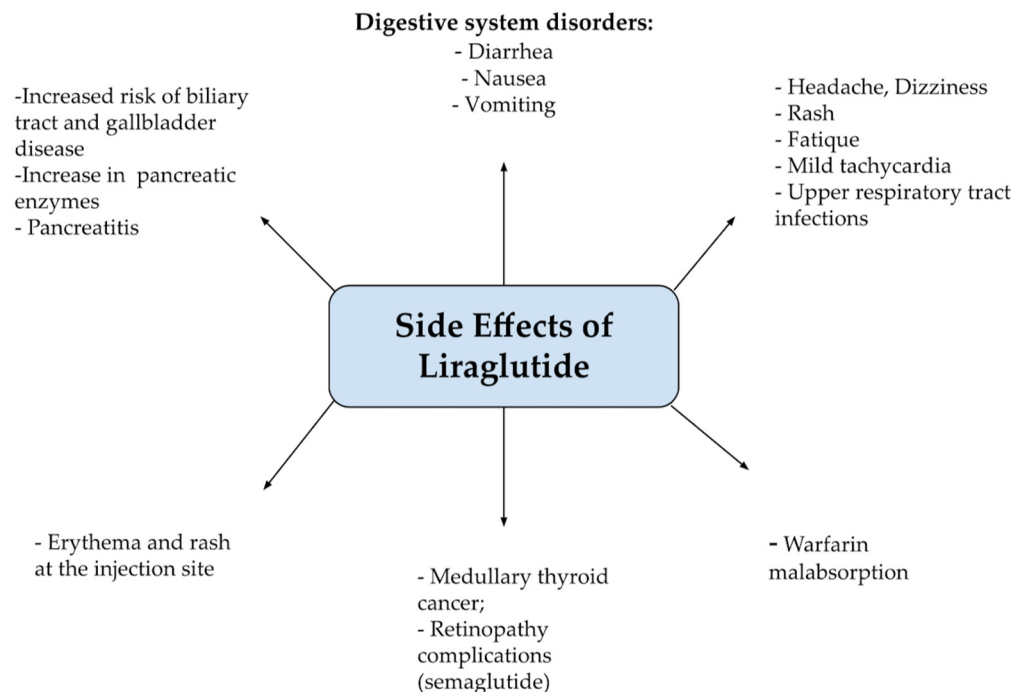 Digestive system disorders:
- Diarrhea
- Nausea
- Vomiting
-Increased risk of biliary
tract and gallbladder
disease
-Increase in pancreatic
enzymes
- Pancreatitis
- Headache, Dizziness
- Rash
- Fatique
- Mild tachycardia
- Upper respiratory tract
infections
Side Effects of
Liraglutide
- Erythema and rash
at the injection site
- Medullary thyroid
cancer;
- Retinopathy
complications
(semaglutide)
- Warfarin
malabsorption